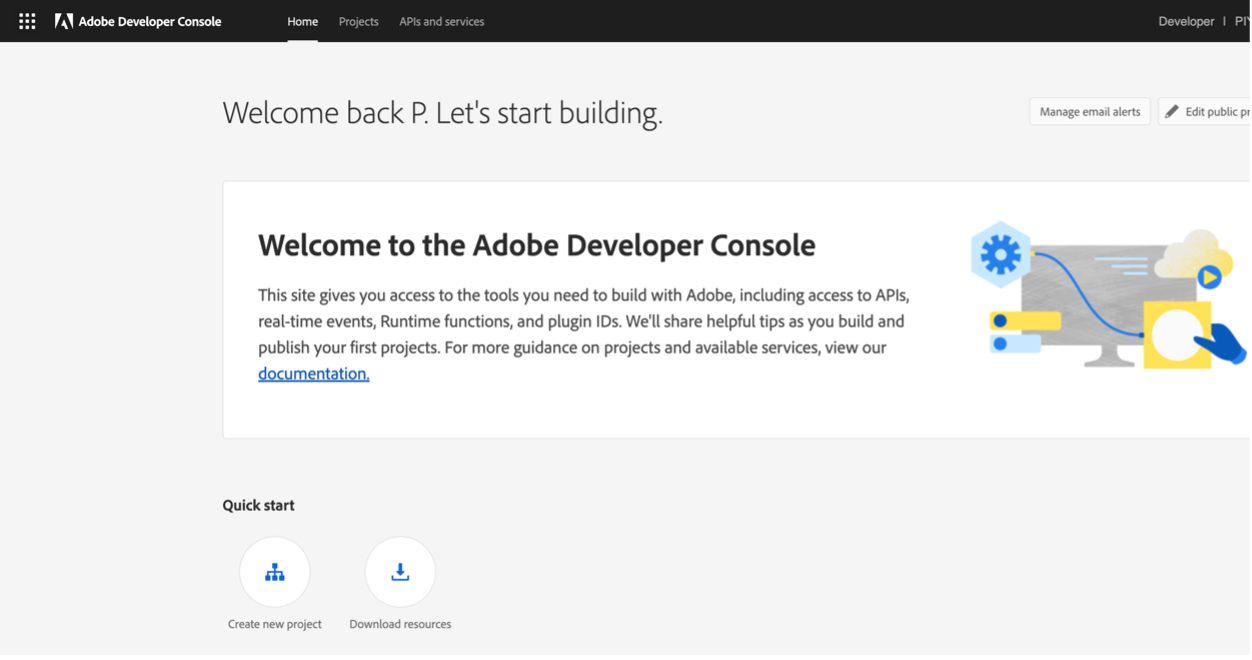 Adobe Developer Console Home Projects APIs and services Developer
Welcome back P. Let's start building.
Manage email alerts Edit public
Welcome to the Adobe Developer Console
This site gives you access to the tools you need to build with Adobe, including access to APIs,
real-time events, Runtime functions, and plugin IDs. We'll share helpful tips as you build and
publish your first projects. For more guidance on projects and available services, view our
documentation.
Quick start
Create new project Download resources